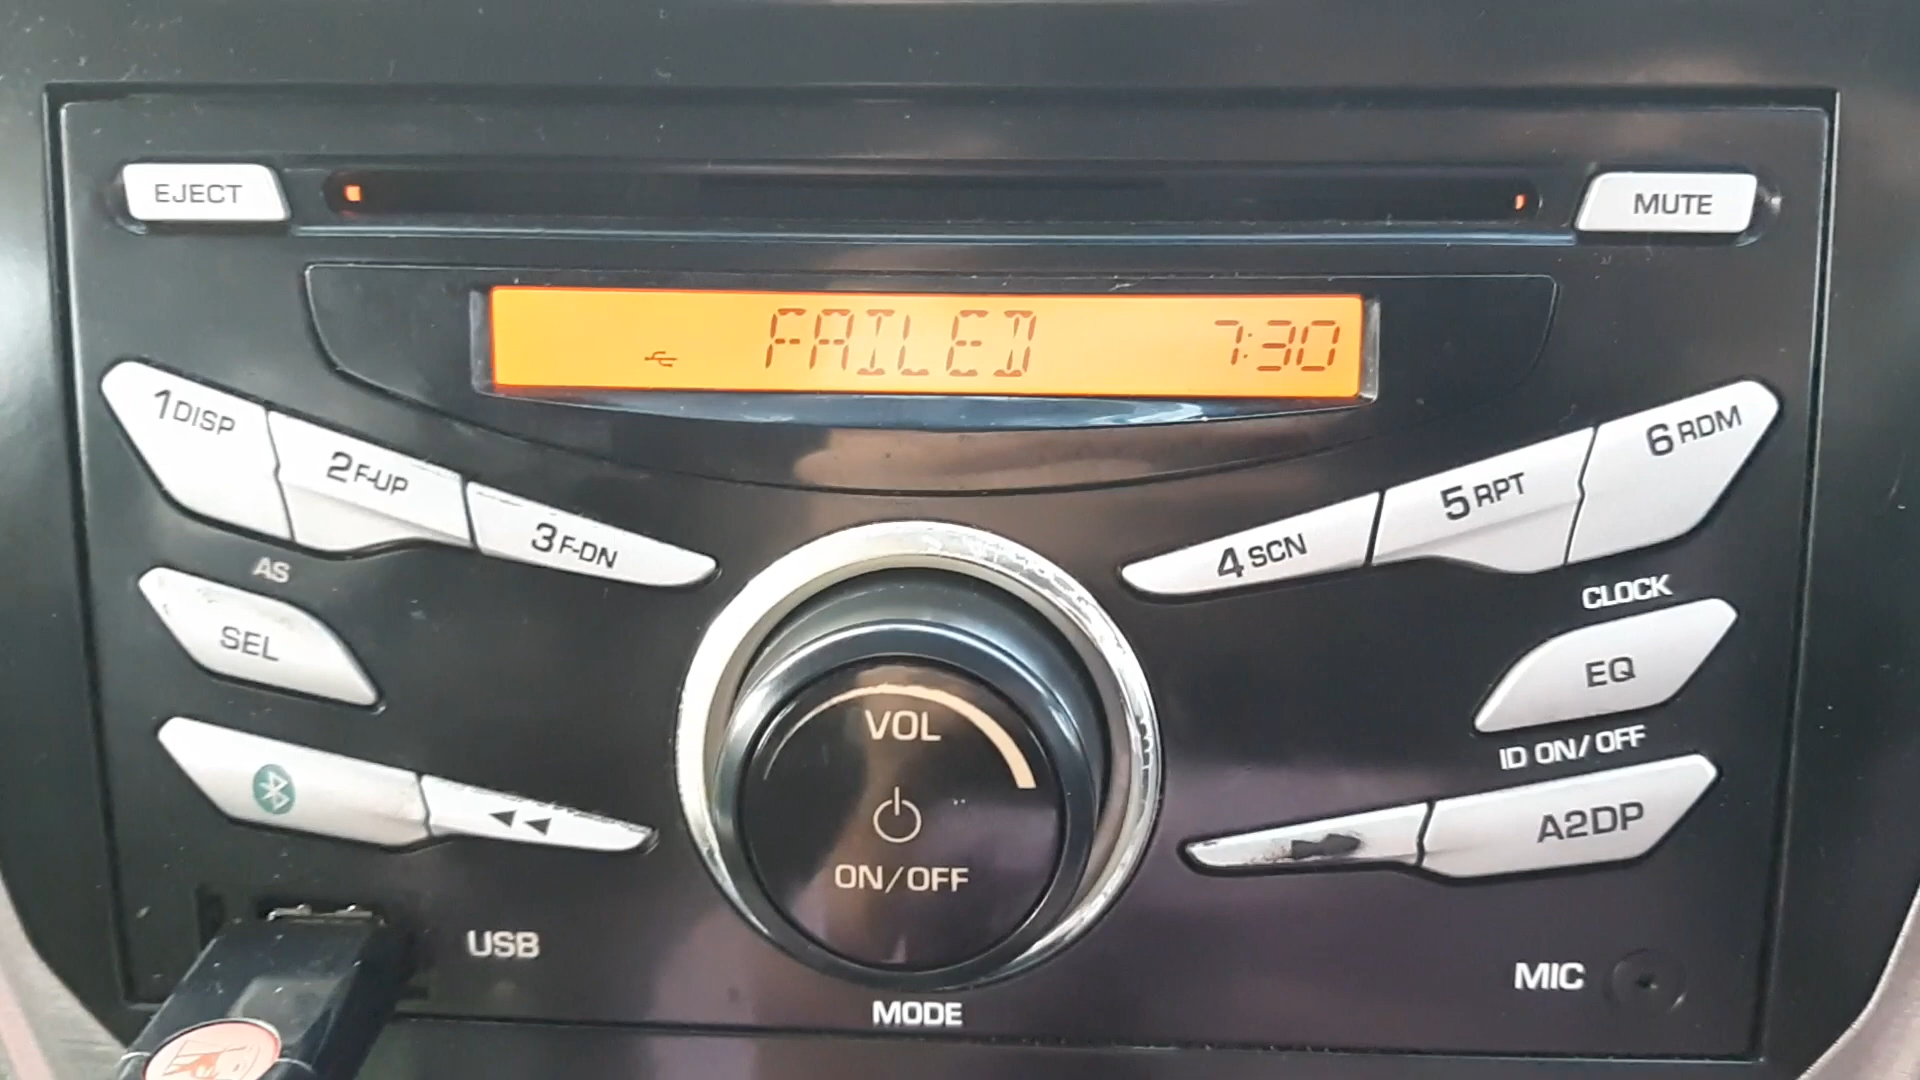 EJECT
MUTE
FAILED 7:30
1 DISP
2 F-UP
3 F-DN
4 SCN
5 RPT
6 RDM
AS
SEL
CLOCK
EQ
ID ON/OFF
A2DP
VOL
ON/OFF
USB
MODE
MIC